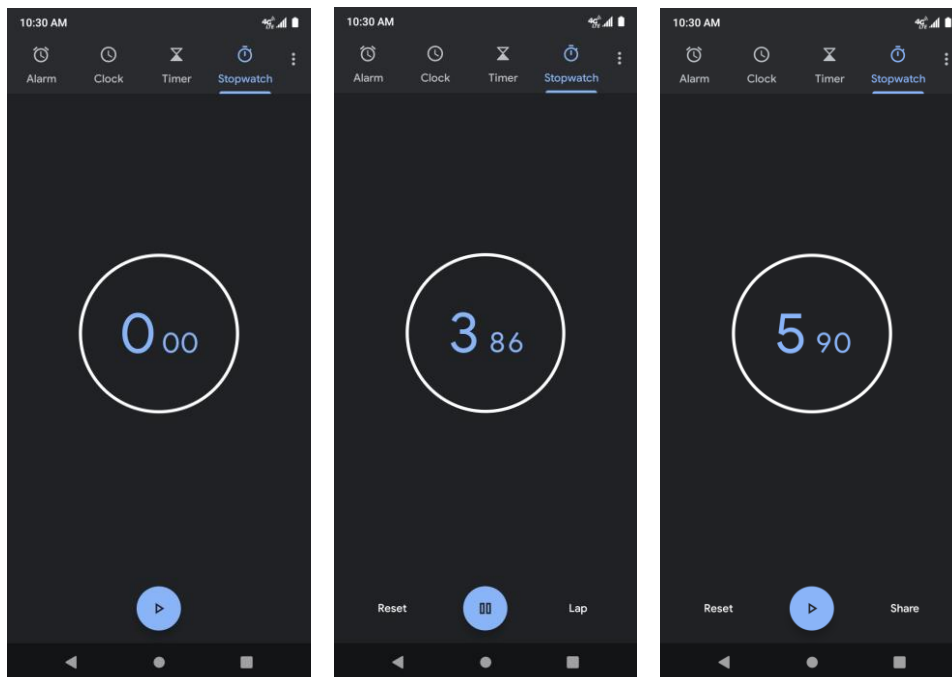 10:30 AM
Alarm Clock Timer Stopwatch
0 00
10:30 AM
Alarm Clock Timer Stopwatch
3 86
Reset Lap
10:30 AM
Alarm Clock Timer Stopwatch
5 90
Reset Share